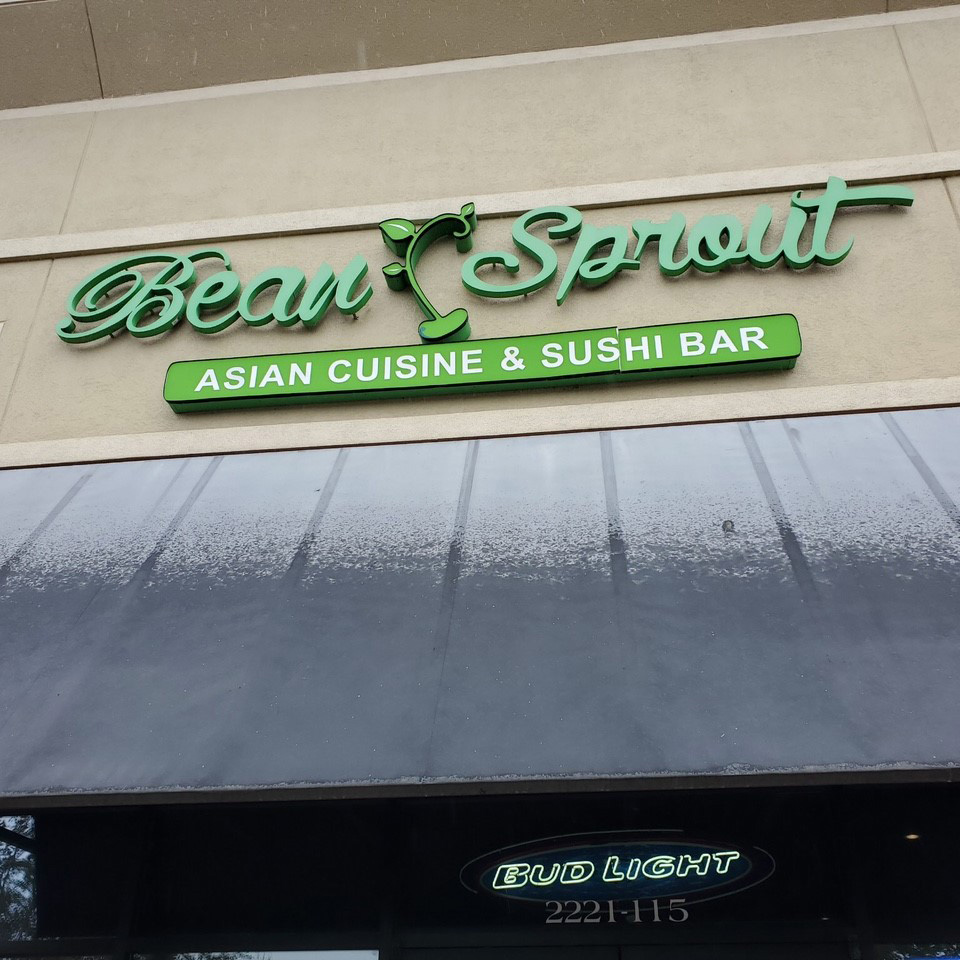 Bean Sprout
ASIAN CUISINE & SUSHI BAR
BUD LIGHT
2221-115